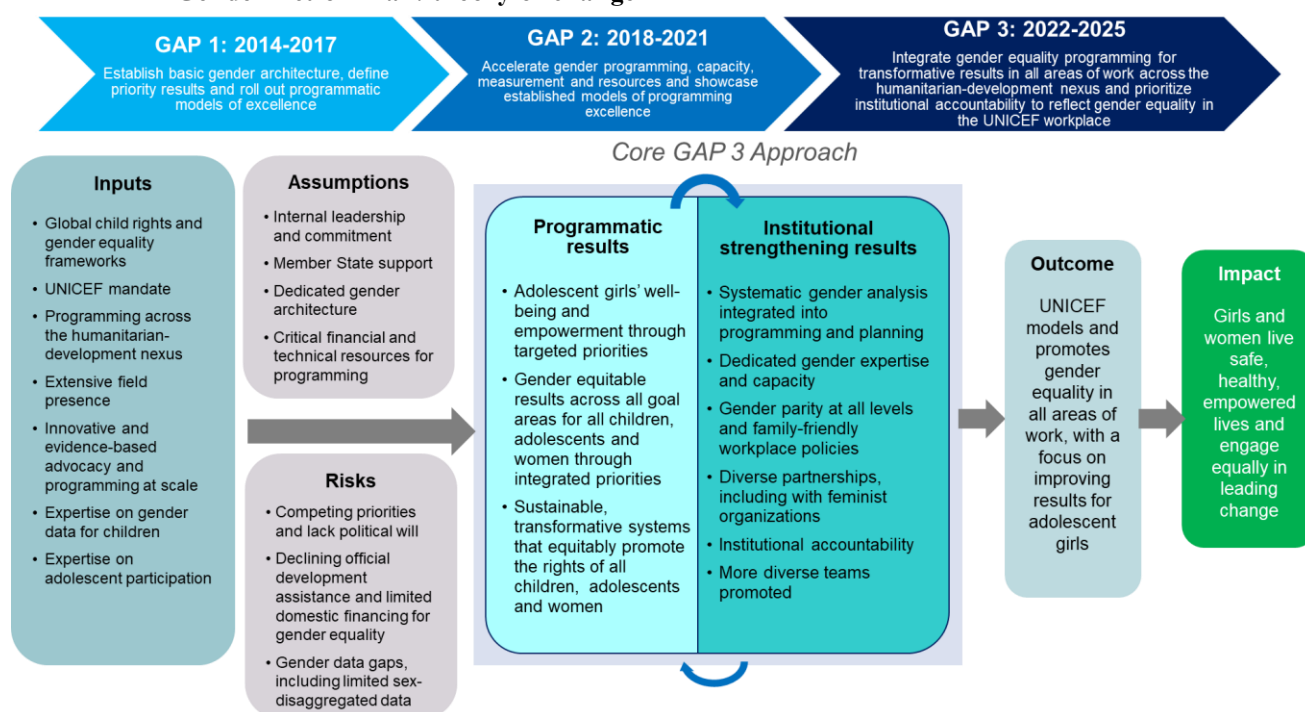 Gender Action Plan: theory of change
GAP 1: 2014-2017
Establish basic gender architecture, define
priority results and roll out programmatic
models of excellence
GAP 2: 2018-2021
Accelerate gender programming, capacity,
measurement and resources and showcase
established models of programming
excellence
GAP 3: 2022-2025
Integrate gender equality programming for
transformative results in all areas of work across the
humanitarian-development nexus and prioritize
institutional accountability to reflect gender equality in
the UNICEF workplace
Core GAP 3 Approach
Inputs
• Global child rights and
gender equality
frameworks
• UNICEF mandate
• Programming across
the humanitarian-
development nexus
• Extensive field
presence
• Innovative and
evidence-based
advocacy and
programming at scale
• Expertise on gender
data for children
• Expertise on
adolescent participation
Assumptions
• Internal leadership
and commitment
• Member State support
• Dedicated gender
architecture
• Critical financial and
technical resources for
programming
Risks
• Competing priorities
and lack political will
• Declining official
development
assistance and limited
domestic financing for
gender equality
• Gender data gaps,
including limited sex-
disaggregated data
Programmatic
results
• Adolescent girls’ well-
being and
empowerment through
targeted priorities
• Gender equitable
results across all goal
areas for all children,
adolescents and
women through
integrated priorities
• Sustainable,
transformative systems
that equitably promote
the rights of all
children, adolescents
and women
Institutional
strengthening results
• Systematic gender analysis
integrated into
programming and planning
• Dedicated gender expertise
and capacity
• Gender parity at all levels
and family-friendly
workplace policies
• Diverse partnerships,
including with feminist
organizations
• Institutional accountability
• More diverse teams
promoted
Outcome
UNICEF
models and
promotes
gender
equality in
all areas of
work, with a
focus on
improving
results for
adolescent
girls
Impact
Girls and
women live
safe,
healthy,
empowered
lives and
engage
equally in
leading
change